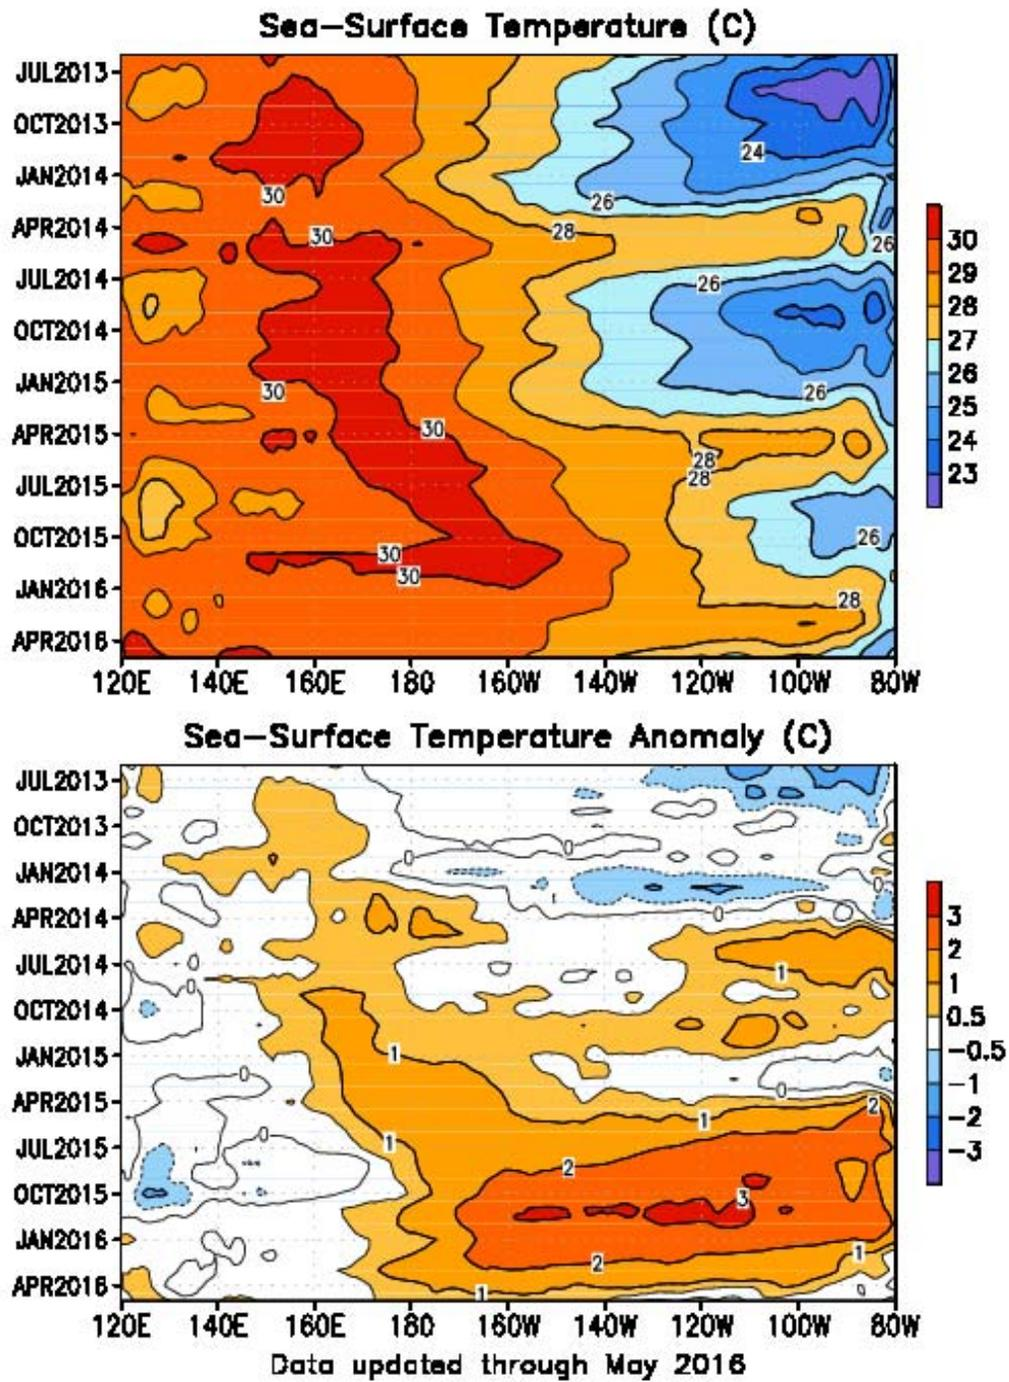 Sea-Surface Temperature (C)
JUL2013
OCT2013
24
JAN2014
30
26
APR2014
30
28
26
JUL2014
26
OCT2014
JAN2015
30
26
APR2015
30
28
JUL2015
28
OCT2015
26
30
30
JAN2016
28
APR2016
120E 140E 160E 180 160W 140W 120W 100W 80W
30
29
28
27
26
25
24
23
Sea-Surface Temperature Anomaly (C)
JUL2013
OCT2013
0
0
JAN2014
0
APR2014
0
JUL2014
1
0
OCT2014
JAN2015
1
0
0
APR2015
2
1
0
1
JUL2015
2
OCT2015
3
JAN2016
1
2
APR2016
1
120E 140E 160E 180 160W 140W 120W 100W 80W
3
2
1
0.5
-0.5
-1
-2
-3
Data updated through May 2016